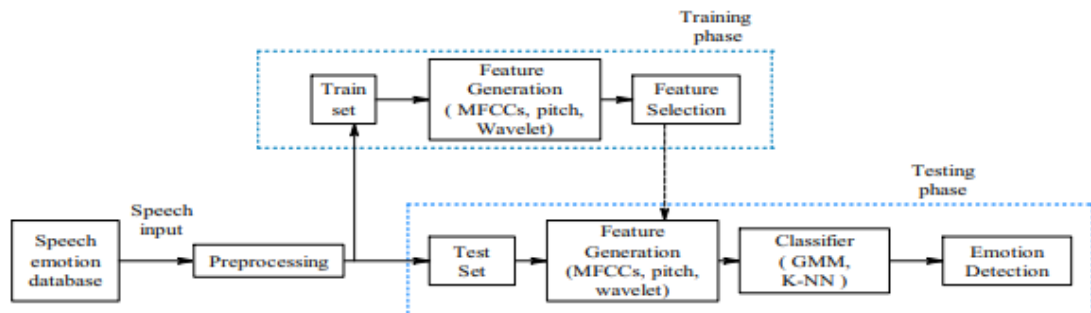 Training
phase
Train
set
Feature
Generation
( MFCCs, pitch,
Wavelet)
Feature
Selection
Testing
phase
Speech
input
Speech
emotion
database
Preprocessing
Test
Set
Feature
Generation
(MFCCs, pitch,
wavelet)
Classifier
( GMM,
K-NN )
Emotion
Detection